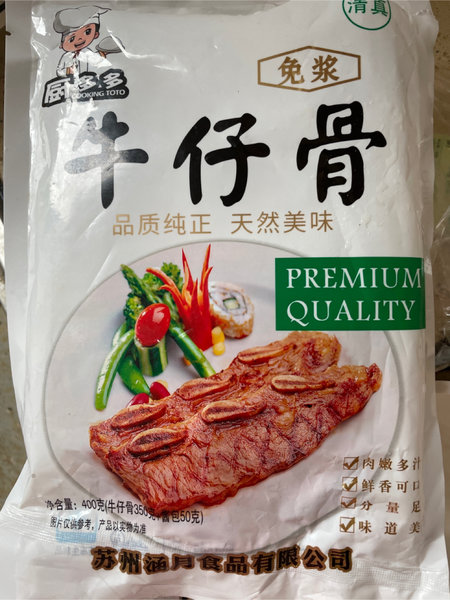 清真
厨多多
COOKING TOTO
免浆
牛仔骨
品质纯正 天然美味
PREMIUM
QUALITY
肉嫩多汁
鲜香可口
分量足
味道美
净含量：400克(牛仔骨350克+酱包50克)
图片仅供参考，产品以实物为准
苏州涵月食品有限公司